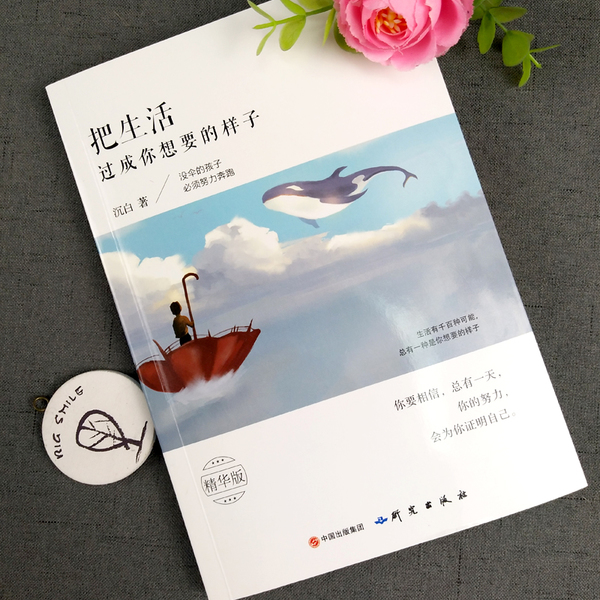 把生活
过成你想要的样子
没伞的孩子
必须努力奔跑
沉白 著
生活有千百种可能，
总有一种是你想要的样子
你要相信，总有一天，
你的努力，
会为你证明自己。
精华版
中国出版集团
研究出版社
BIG SMILE